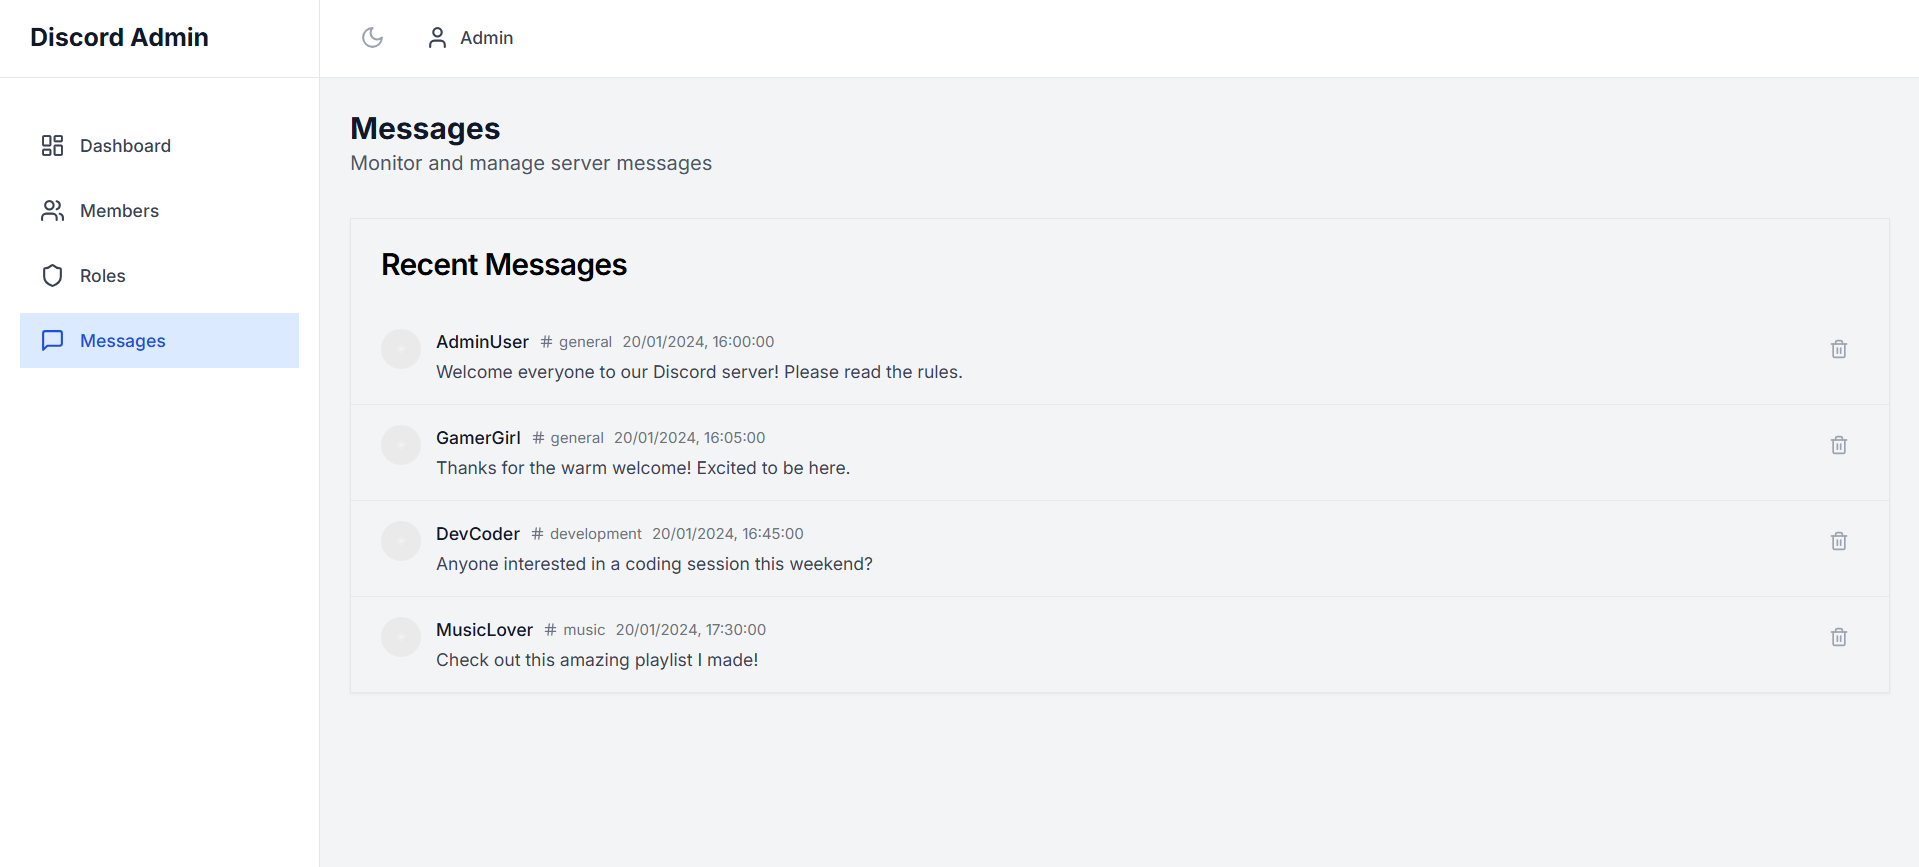 Discord Admin
Admin
Dashboard
Members
Roles
Messages
Messages
Monitor and manage server messages
Recent Messages
AdminUser # general 20/01/2024, 16:00:00
Welcome everyone to our Discord server! Please read the rules.
GamerGirl # general 20/01/2024, 16:05:00
Thanks for the warm welcome! Excited to be here.
DevCoder # development 20/01/2024, 16:45:00
Anyone interested in a coding session this weekend?
MusicLover # music 20/01/2024, 17:30:00
Check out this amazing playlist I made!